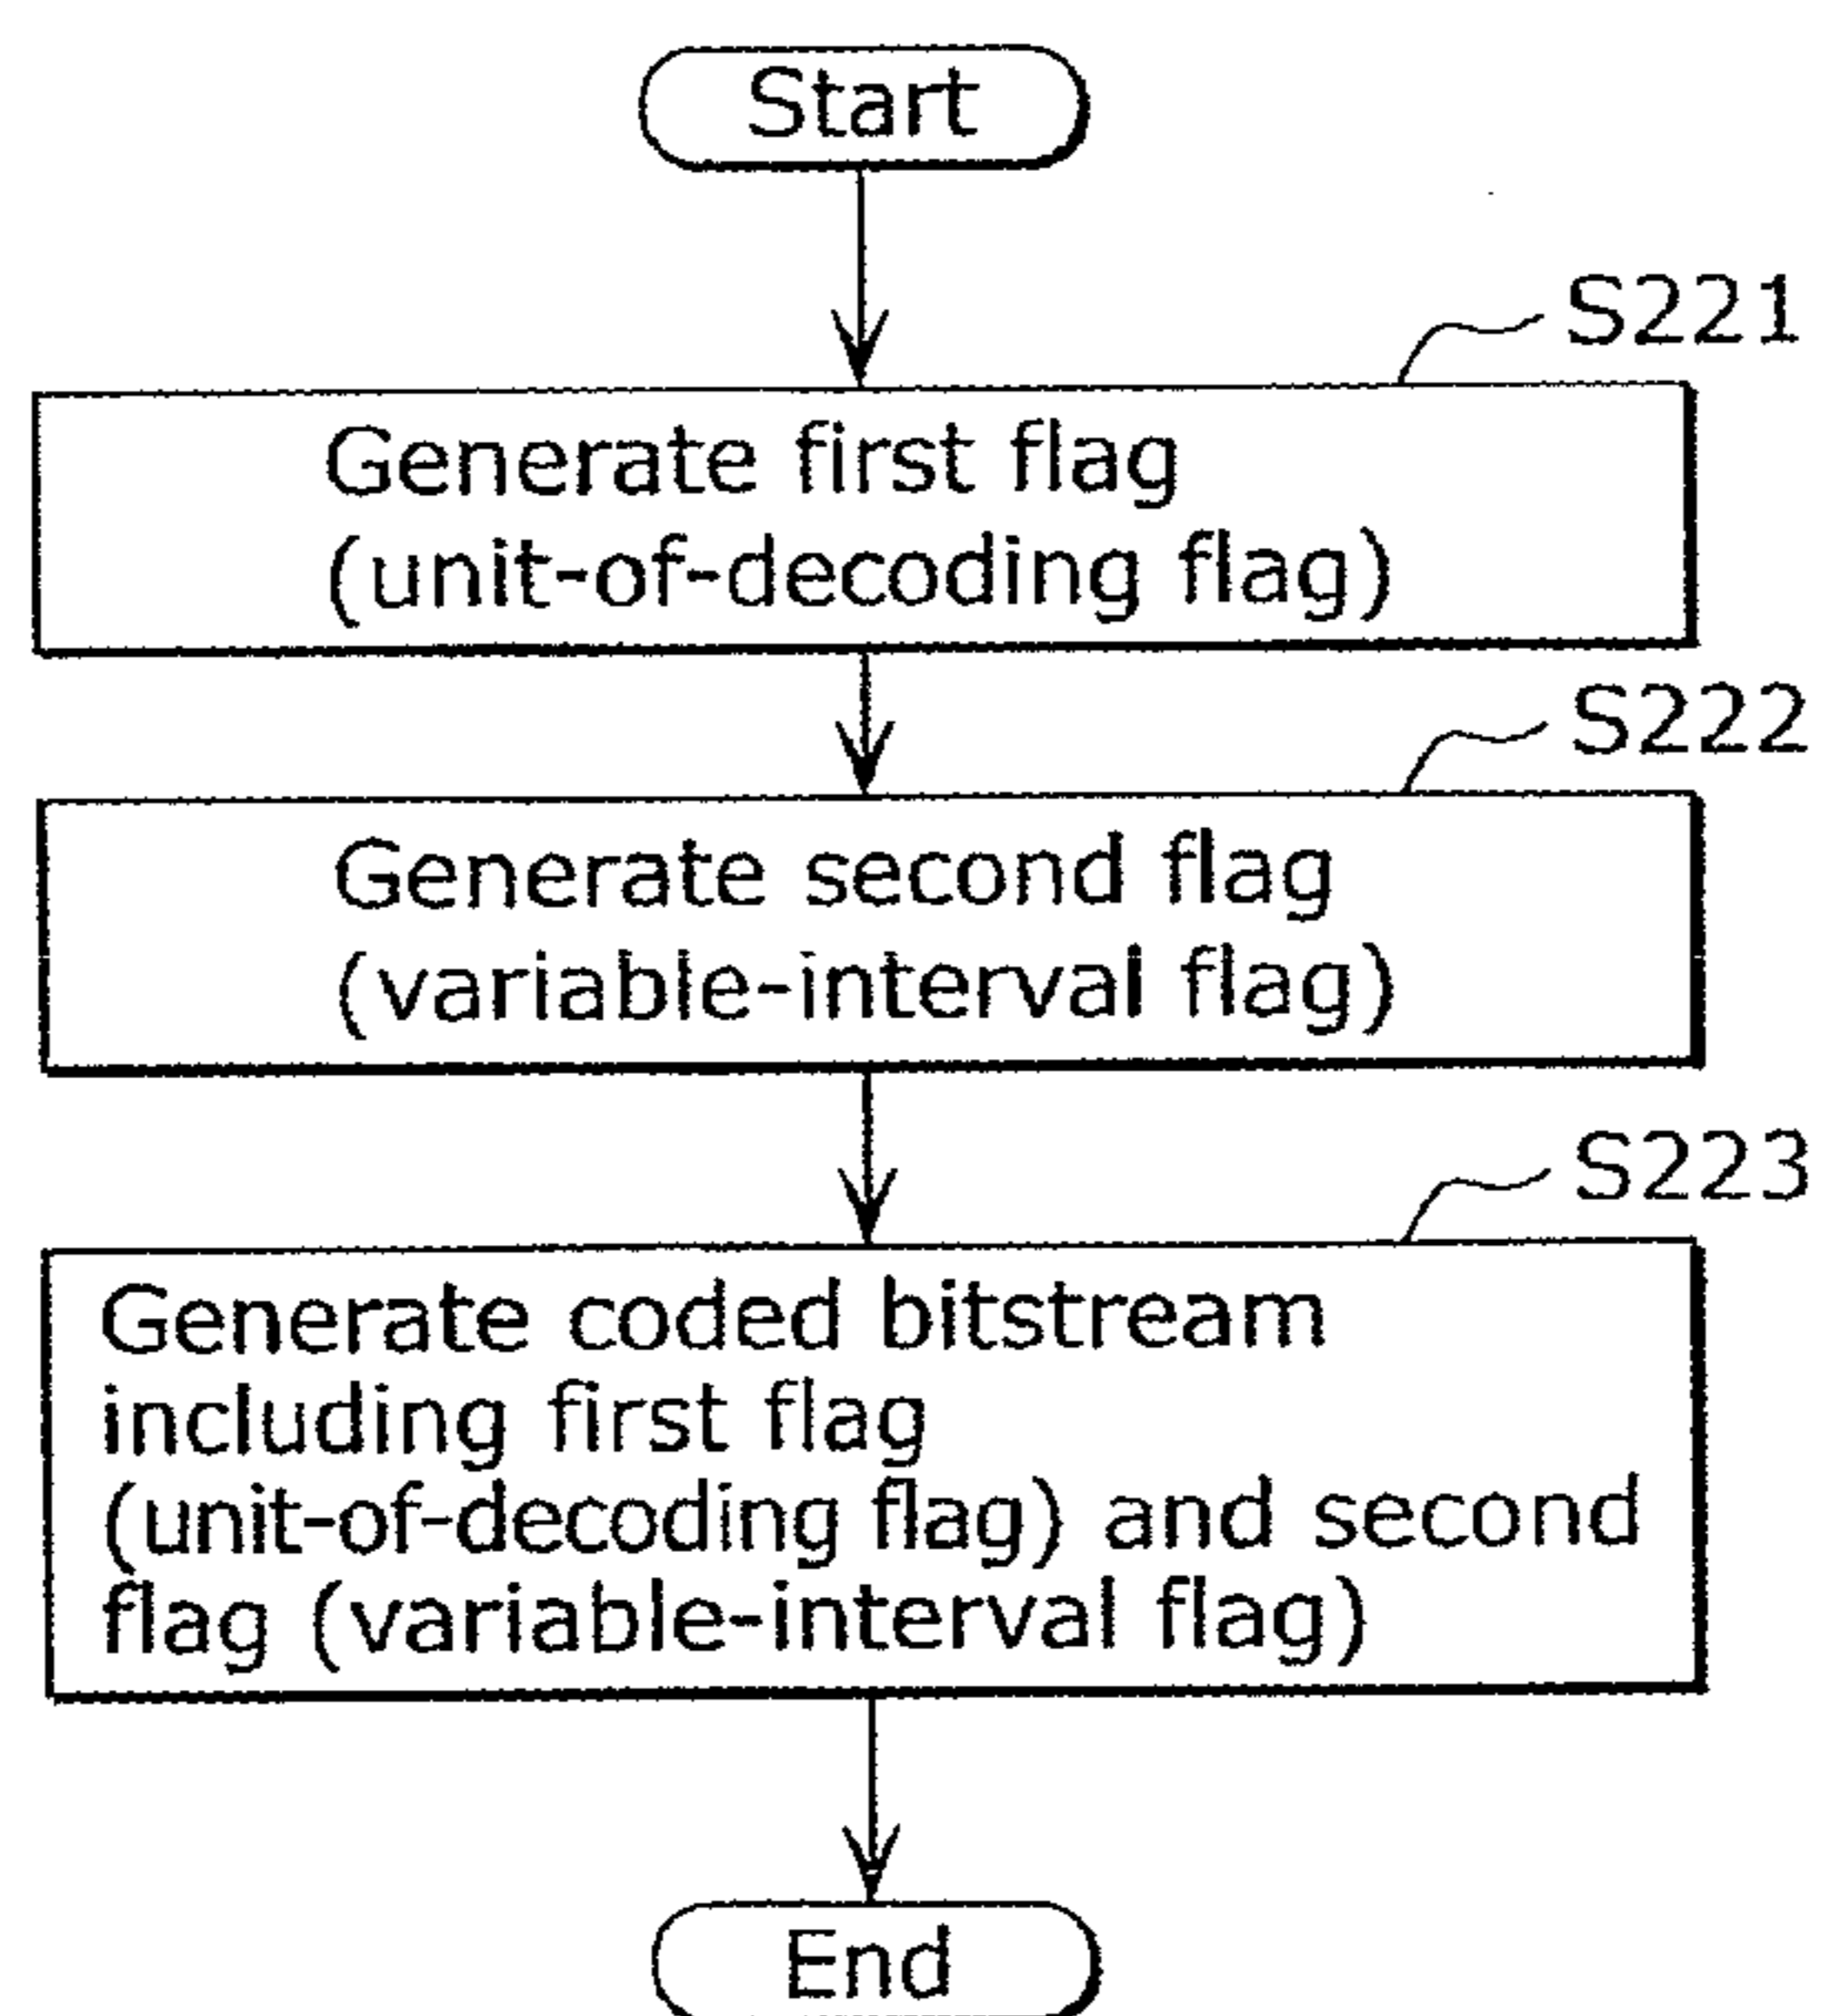 Start
S221
Generate first flag
(unit-of-decoding flag)
S222
Generate second flag
(variable-interval flag)
S223
Generate coded bitstream
including first flag
(unit-of-decoding flag) and second
flag (variable-interval flag)
End